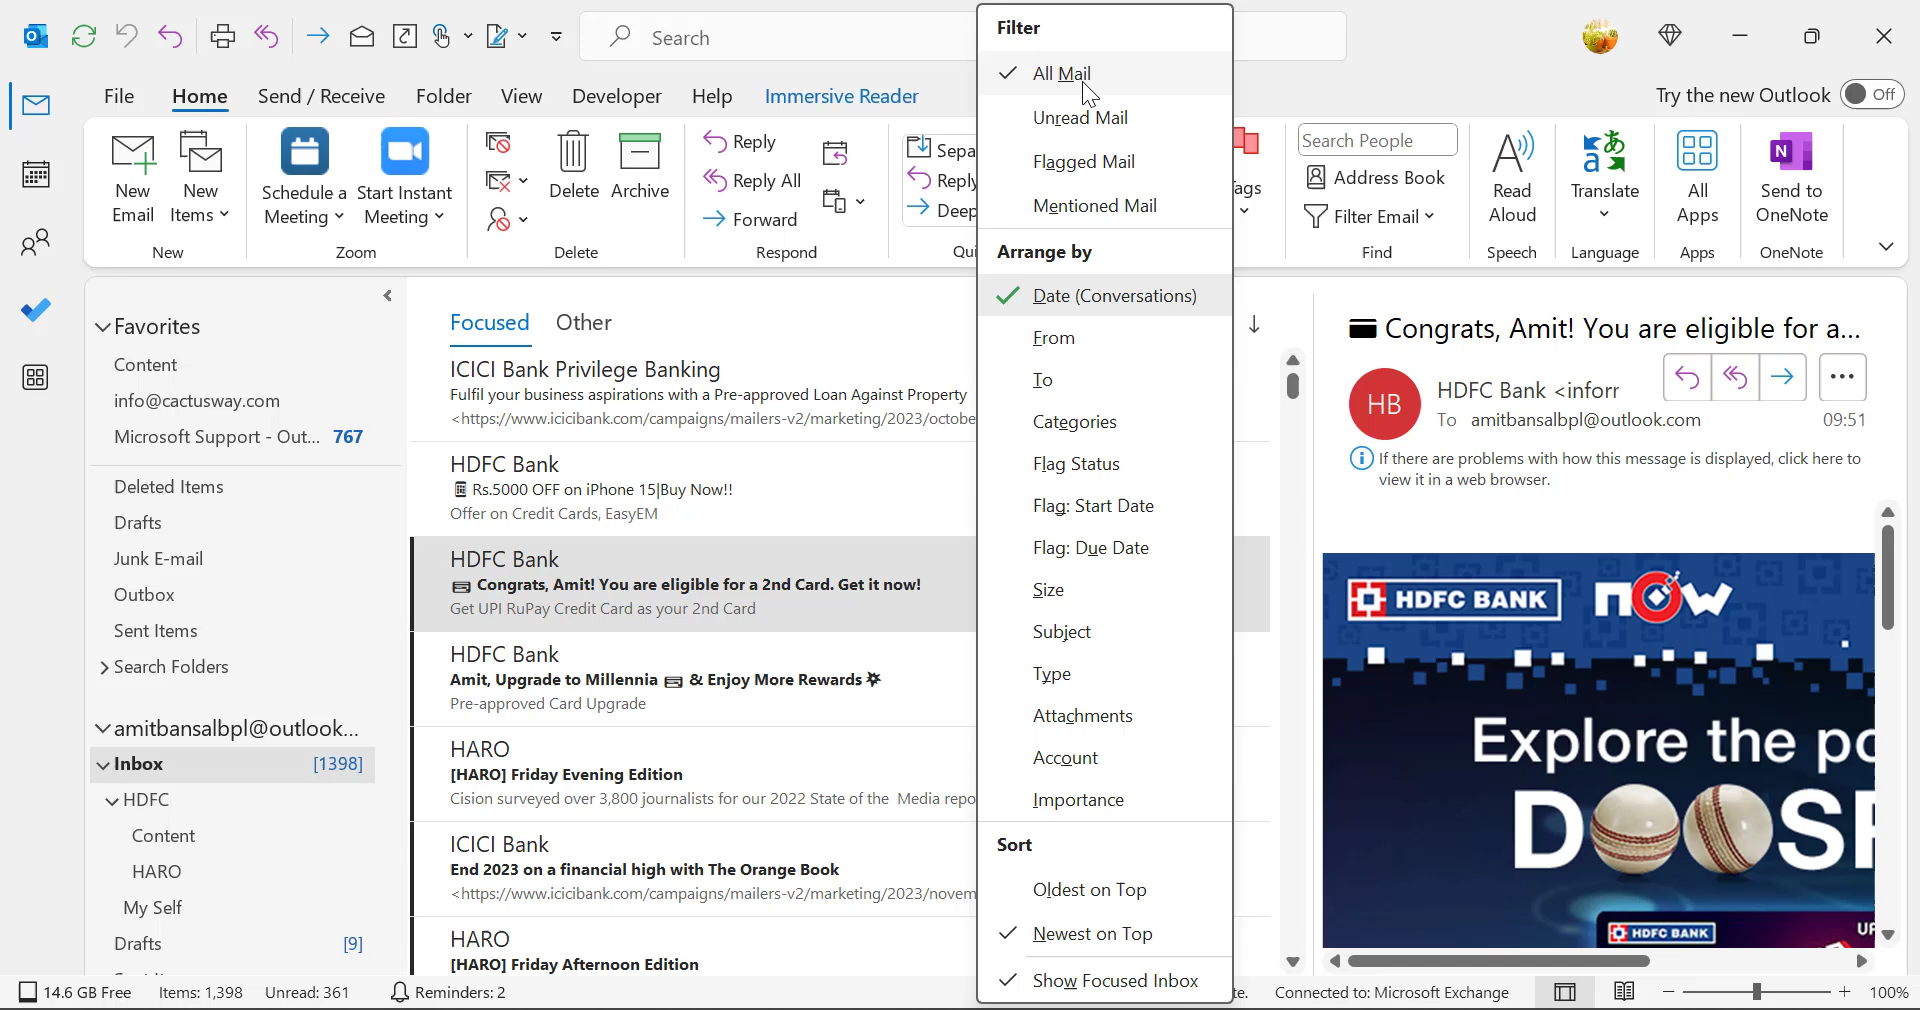 Search
File Home Send / Receive Folder View Developer Help Immersive Reader
Try the new Outlook Off
New Email
New Items
New
Schedule a Meeting
Start Instant Meeting
Zoom
Delete
Archive
Delete
Reply
Reply All
Forward
Respond
Sepa
Reply
Deep
Qui
Tags
Search People
Address Book
Filter Email
Find
Read Aloud
Speech
Translate
Language
All Apps
Apps
Send to OneNote
OneNote
Favorites
Content
info@cactusway.com
Microsoft Support - Out... 767
Deleted Items
Drafts
Junk E-mail
Outbox
Sent Items
Search Folders
amitbansalbpl@outlook...
Inbox [1398]
HDFC
Content
HARO
My Self
Drafts [9]
Focused Other
ICICI Bank Privilege Banking
Fulfil your business aspirations with a Pre-approved Loan Against Property
<https://www.icicibank.com/campaigns/mailers-v2/marketing/2023/octobe
HDFC Bank
Rs.5000 OFF on iPhone 15|Buy Now!!
Offer on Credit Cards, EasyEM
HDFC Bank
Congrats, Amit! You are eligible for a 2nd Card. Get it now!
Get UPI RuPay Credit Card as your 2nd Card
HDFC Bank
Amit, Upgrade to Millennia & Enjoy More Rewards
Pre-approved Card Upgrade
HARO
[HARO] Friday Evening Edition
Cision surveyed over 3,800 journalists for our 2022 State of the Media repo
ICICI Bank
End 2023 on a financial high with The Orange Book
<https://www.icicibank.com/campaigns/mailers-v2/marketing/2023/novem
HARO
[HARO] Friday Afternoon Edition
Filter
All Mail
Unread Mail
Flagged Mail
Mentioned Mail
Arrange by
Date (Conversations)
From
To
Categories
Flag Status
Flag: Start Date
Flag: Due Date
Size
Subject
Type
Attachments
Account
Importance
Sort
Oldest on Top
Newest on Top
Show Focused Inbox
Congrats, Amit! You are eligible for a...
HB
HDFC Bank <inforr
To amitbansalbpl@outlook.com 09:51
If there are problems with how this message is displayed, click here to
view it in a web browser.
HDFC BANK NOW
Explore the po
DOOSR
HDFC BANK
UP
14.6 GB Free Items: 1,398 Unread: 361 Reminders: 2 te. Connected to: Microsoft Exchange 100%